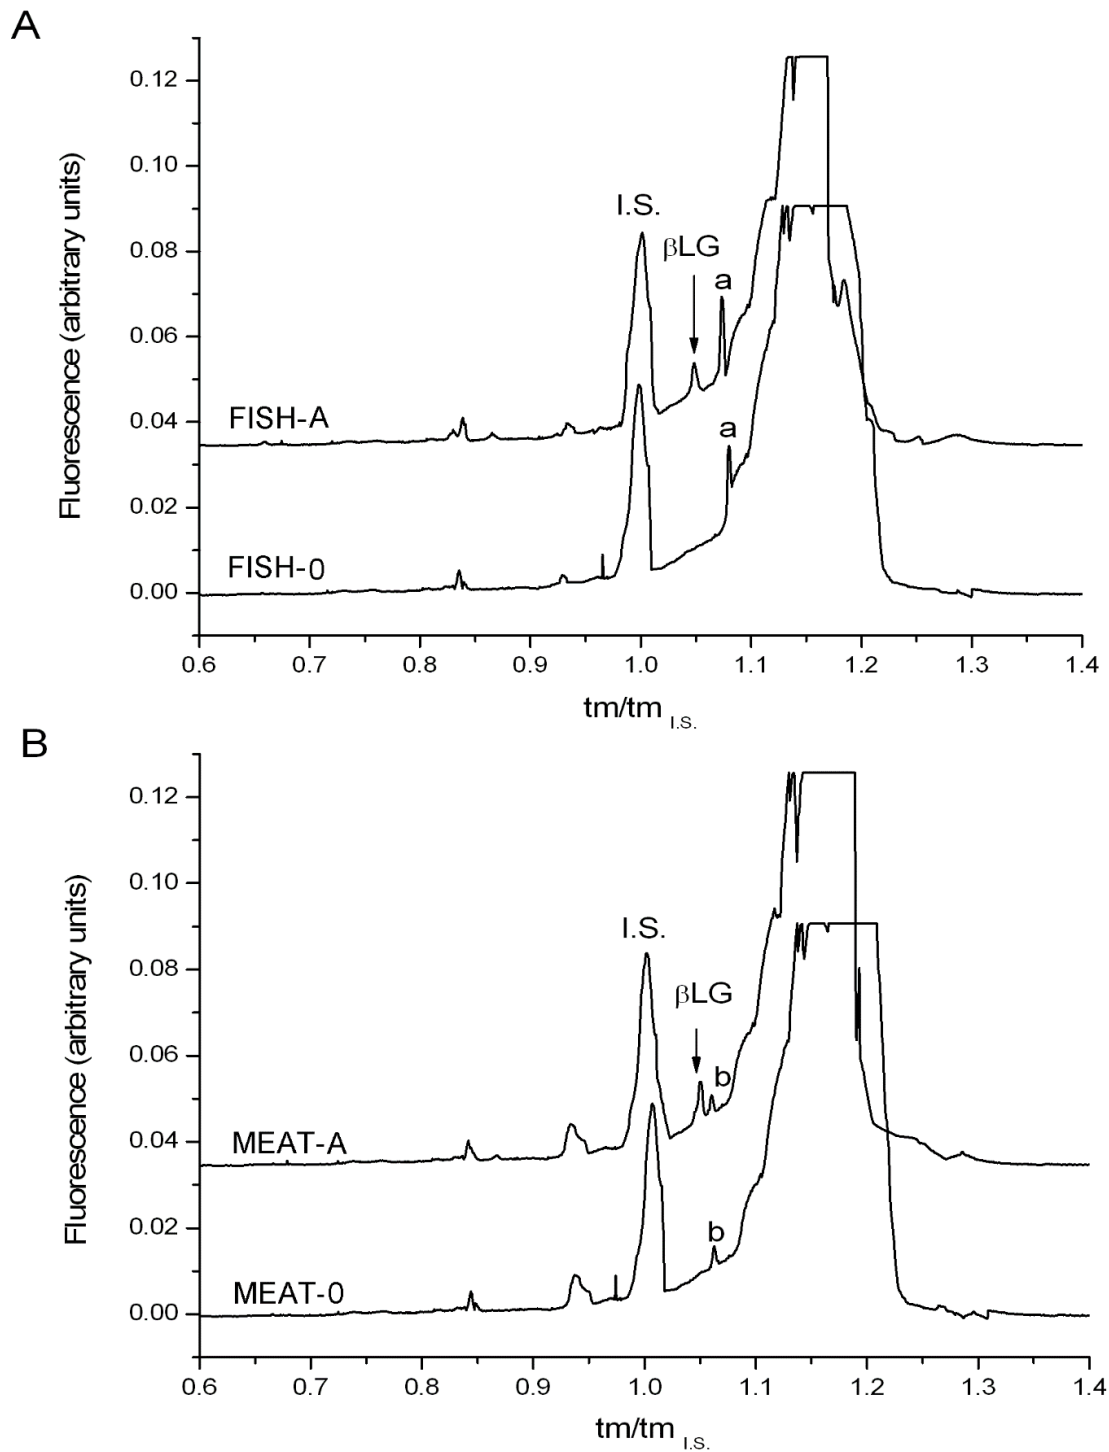 A
Fluorescence (arbitrary units)
0.12
0.10
0.08
0.06
0.04
0.02
0.00
I.S.
βLG
a
a
FISH-A
FISH-0
0.6 0.7 0.8 0.9 1.0 1.1 1.2 1.3 1.4
tm/tm I.S.
B
Fluorescence (arbitrary units)
0.12
0.10
0.08
0.06
0.04
0.02
0.00
I.S.
βLG
b
b
MEAT-A
MEAT-0
0.6 0.7 0.8 0.9 1.0 1.1 1.2 1.3 1.4
tm/tm I.S.